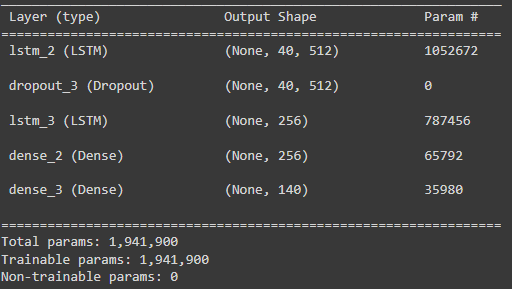 Layer (type) Output Shape Param #
=================================================================
lstm_2 (LSTM) (None, 40, 512) 1052672
dropout_3 (Dropout) (None, 40, 512) 0
lstm_3 (LSTM) (None, 256) 787456
dense_2 (Dense) (None, 256) 65792
dense_3 (Dense) (None, 140) 35980
=================================================================
Total params: 1,941,900
Trainable params: 1,941,900
Non-trainable params: 0